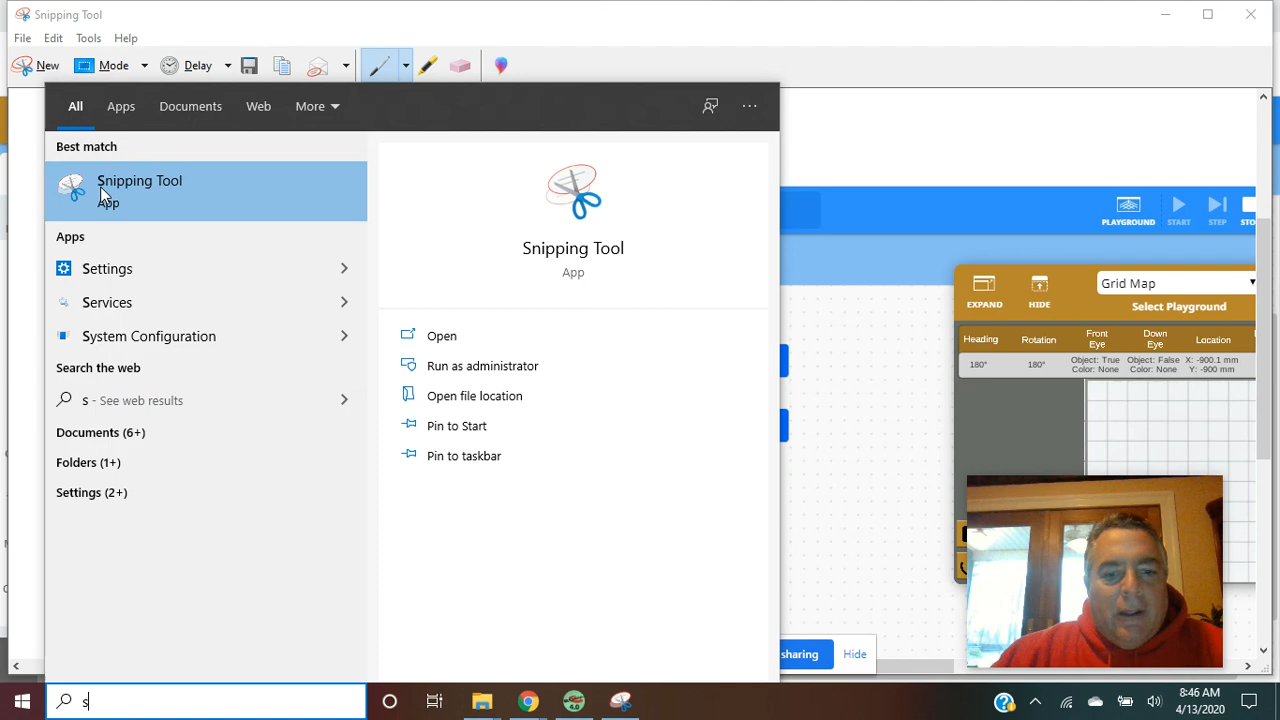 Snipping Tool
File Edit Tools Help
New Mode Delay
All Apps Documents Web More
Best match
Snipping Tool
App
Apps
Settings
Services
System Configuration
Search the web
s - See web results
Documents (6+)
Folders (1+)
Settings (2+)
Snipping Tool
App
Open
Run as administrator
Open file location
Pin to Start
Pin to taskbar
PLAYGROUND START STEP STO
EXPAND HIDE
Grid Map
Select Playground
Heading Rotation Front Eye Down Eye Location
180° 180° Object: True Color: None Object: False Color: None X: -900.1 mm Y: -900 mm
sharing Hide
s
4.0
8:46 AM
4/13/2020